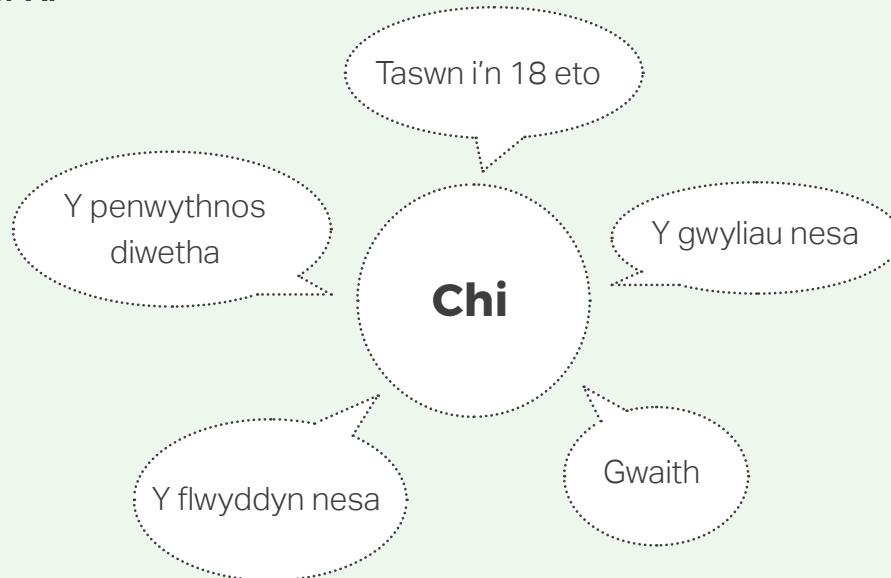 Taswn i'n 18 eto
Y penwythnos
diwetha
Y gwyliau nesa
Chi
Y flwyddyn nesa
Gwaith